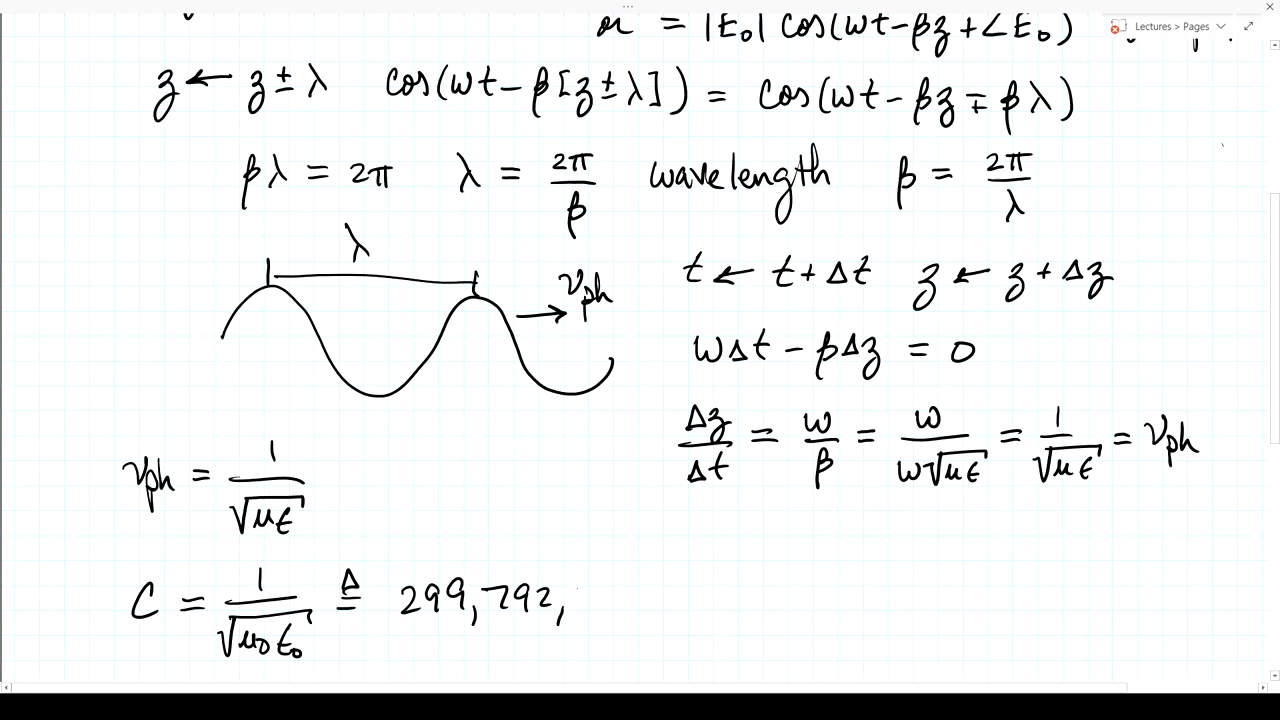 = |E₀| cos(ωt-βz+∠E₀)
Lectures > Pages
z ← z ± λ cos(ωt-β[z±λ]) = cos(ωt-βz∓βλ)
βλ = 2π λ = 2π/β wavelength β = 2π/λ
λ
t ← t+Δt z ← z+Δz
v_ph
ωΔt - βΔz = 0
Δz/Δt = ω/β = ω/ω√με = 1/√με = v_ph
v_ph = 1/√με
C = 1/√μ₀ε₀ ≜ 299,792,